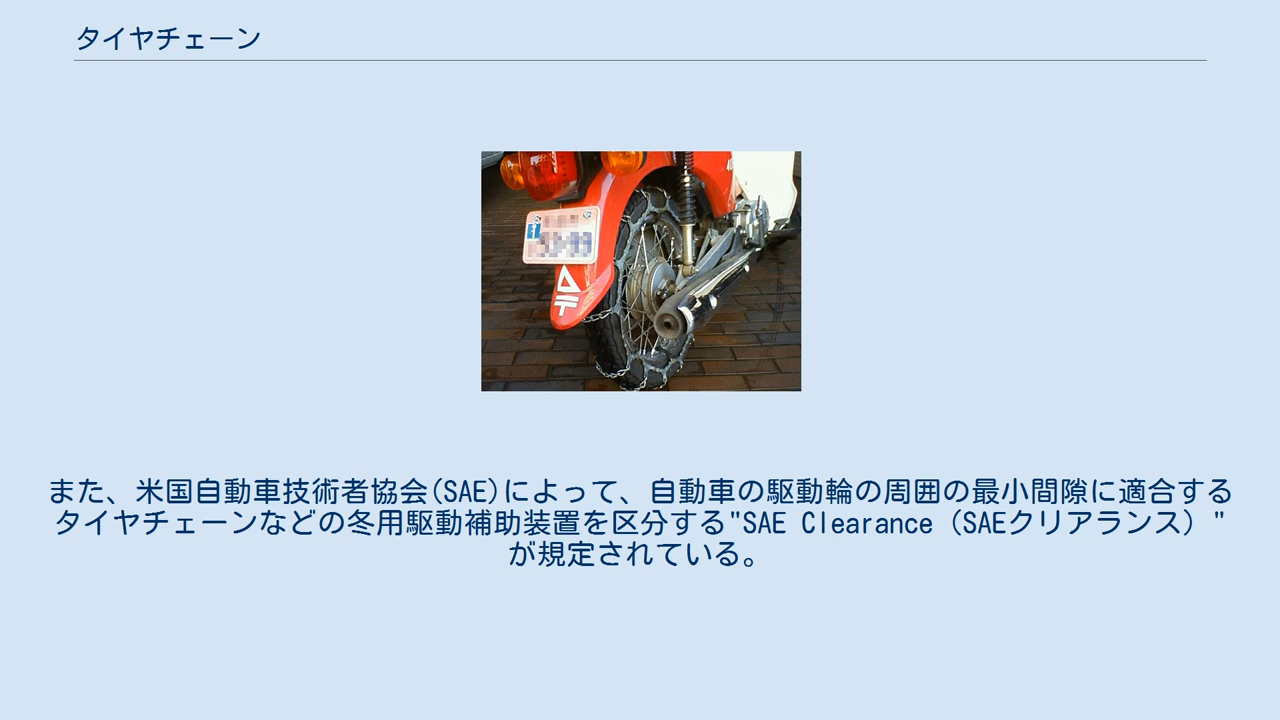 タイヤチェーン
〒
また、米国自動車技術者協会(SAE)によって、自動車の駆動輪の周囲の最小間隙に適合する
タイヤチェーンなどの冬用駆動補助装置を区分する"SAE Clearance（SAEクリアランス）"
が規定されている。